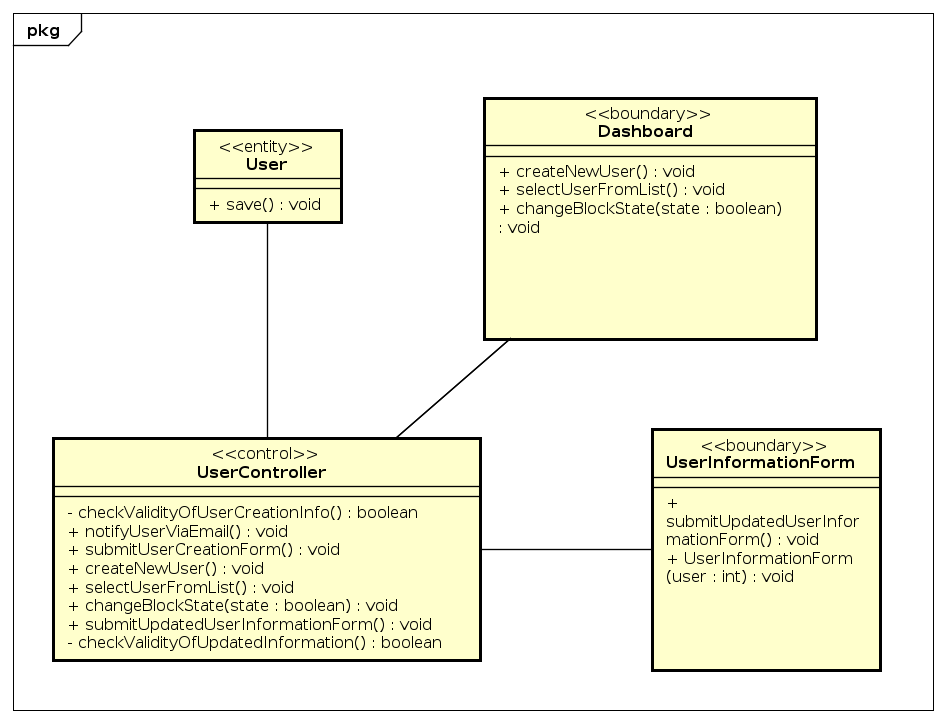 pkg
<<entity>>
User
+ save() : void
<<boundary>>
Dashboard
+ createNewUser() : void
+ selectUserFromList() : void
+ changeBlockState(state : boolean)
: void
<<control>>
UserController
- checkValidityOfUserCreationInfo() : boolean
+ notifyUserViaEmail() : void
+ submitUserCreationForm() : void
+ createNewUser() : void
+ selectUserFromList() : void
+ changeBlockState(state : boolean) : void
+ submitUpdatedUserInformationForm() : void
- checkValidityOfUpdatedInformation() : boolean
<<boundary>>
UserInformationForm
+
submitUpdatedUserInfor
mationForm() : void
+ UserInformationForm
(user : int) : void